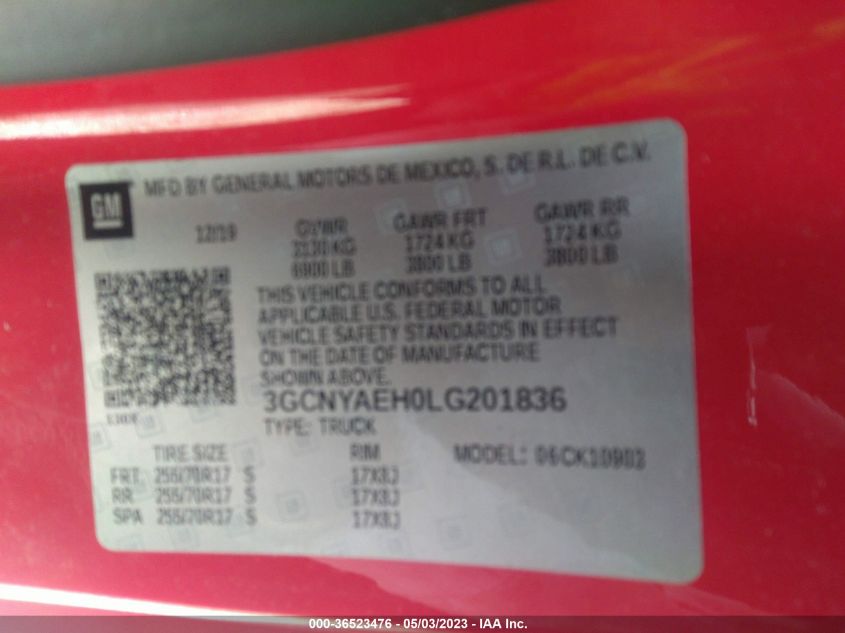 GM
MFD BY GENERAL MOTORS DE MEXICO, S. DE R.L. DE C.V.
12/19 GVWR GAWR FRT GAWR RR
3130 KG 1724 KG 1724 KG
6900 LB 3800 LB 3800 LB
THIS VEHICLE CONFORMS TO ALL
APPLICABLE U.S. FEDERAL MOTOR
VEHICLE SAFETY STANDARDS IN EFFECT
ON THE DATE OF MANUFACTURE
SHOWN ABOVE.
3GCNYAEH0LG201836
TYPE: TRUCK
TIRE SIZE RIM MODEL: 06CK10903
FRT 255/70R17 S 17X8J
RR 255/70R17 S 17X8J
SPA 255/70R17 S 17X8J
000-36523476 - 05/03/2023 - IAA Inc.